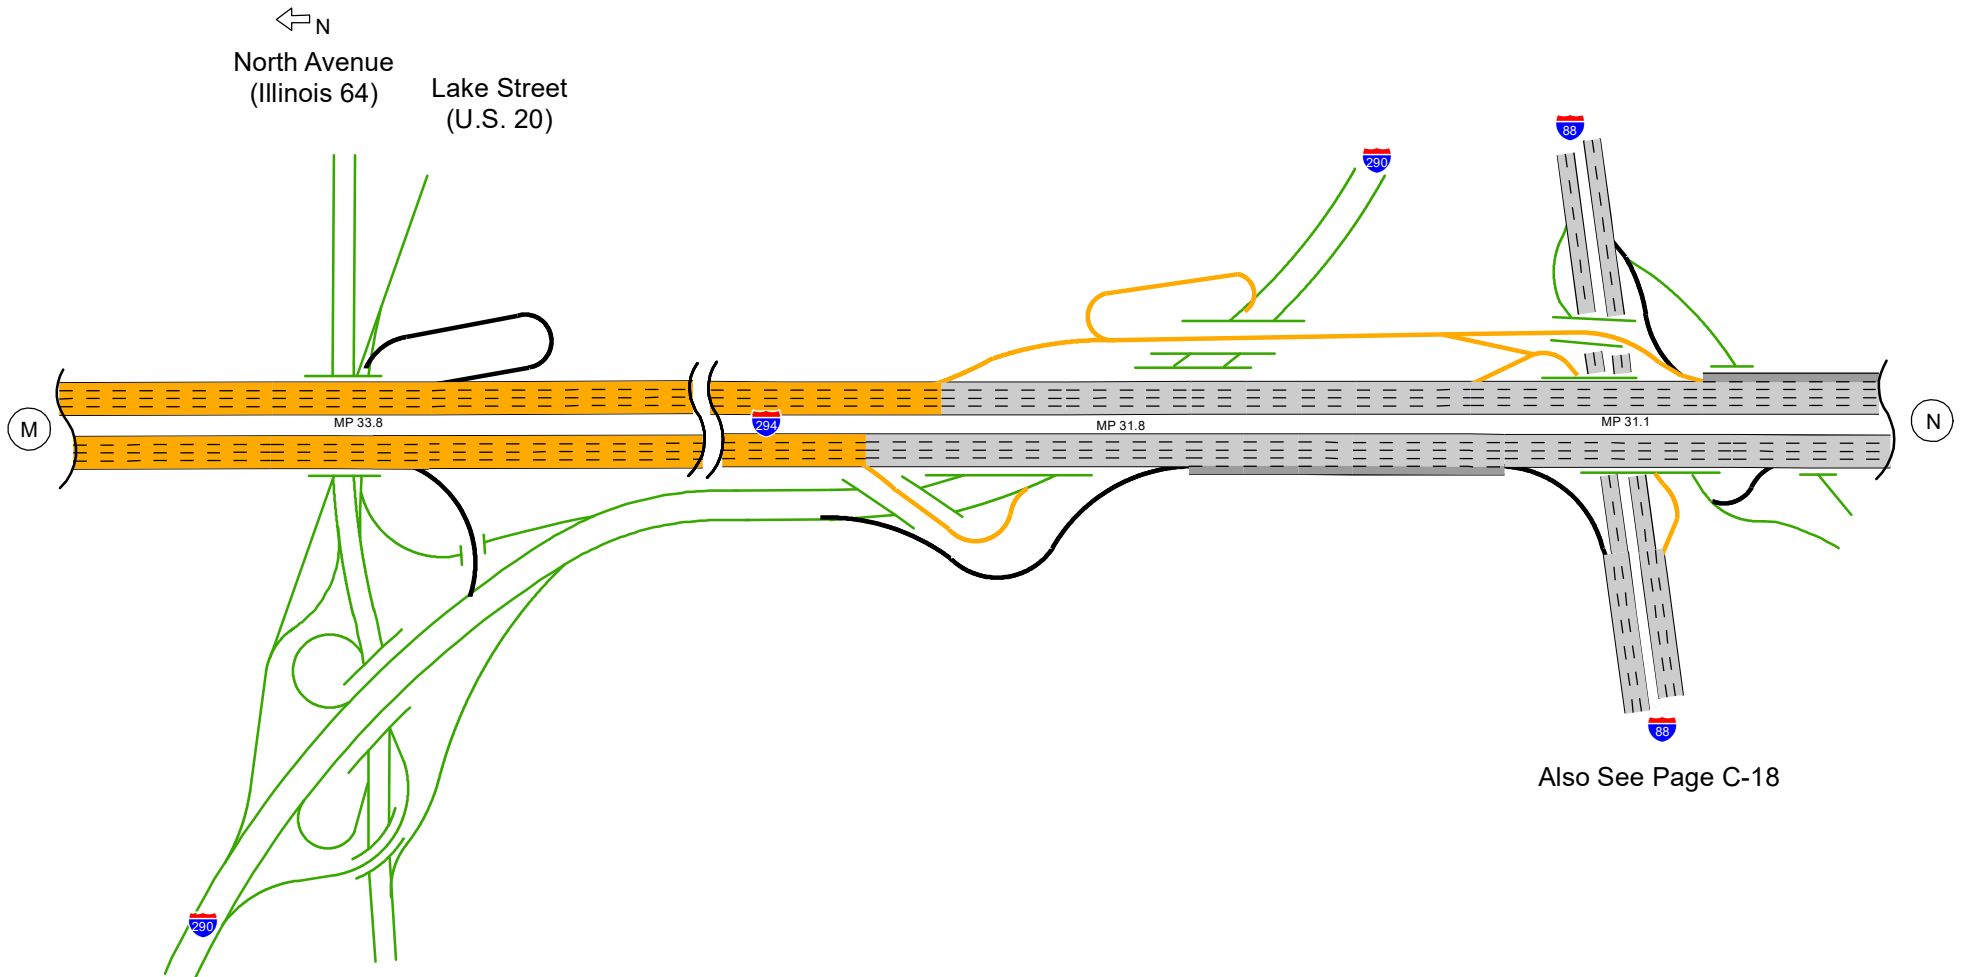 N
North Avenue
(Illinois 64)
Lake Street
(U.S. 20)
88
290
M
MP 33.8
294
MP 31.8
MP 31.1
N
88
Also See Page C-18
290